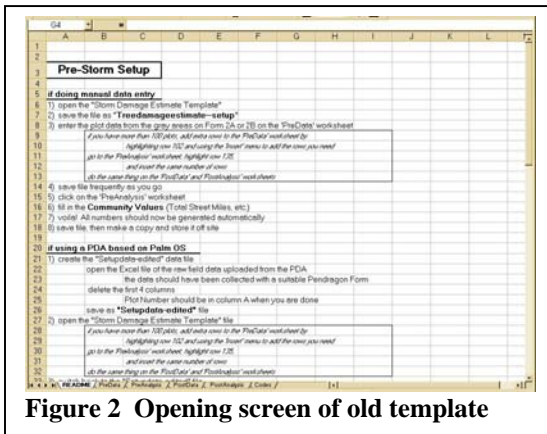 G4
A B C D E F G H I J K L
1
2
3 Pre-Storm Setup
4
5 if doing manual data entry
6 1) open the "Storm Damage Estimate Template"
7 2) save the file as "Treedamageestimate--setup"
8 3) enter the plot data from the gray areas on Form 2A or 2B on the 'PreData' worksheet
9 if you have more than 100 plots, add extra rows to the 'PreData' worksheet by
10 highlighting row 102 and using the 'Insert' menu to add the rows you need
11 go to the 'PreAnalysis' worksheet, highlight row 135,
12 and insert the same number of rows
13 do the same thing on the 'PostData' and 'PostAnalysis' worksheets
14 4) save file frequently as you go
15 5) click on the 'PreAnalysis' worksheet
16 6) fill in the Community Values (Total Street Miles, etc.)
17 7) voila! All numbers should now be generated automatically
18 8) save file, then make a copy and store it off site
19
20 if using a PDA based on Palm OS
21 1) create the "Setupdata-edited" data file
22 open the Excel file of the raw field data uploaded from the PDA
23 the data should have been collected with a suitable Pendragon Form
24 delete the first 4 columns
25 Plot Number should be in column A when you are done
26 save as "Setupdata-edited" file
27 2) open the "Storm Damage Estimate Template" file
28 if you have more than 100 plots, add extra rows to the 'PreData' worksheet by
29 highlighting row 102 and using the 'Insert' menu to add the rows you need
30 go to the 'PreAnalysis' worksheet, highlight row 135,
31 and insert the same number of rows
32 do the same thing on the 'PostData' and 'PostAnalysis' worksheets
README PreData PreAnalysis PostData PostAnalysis Codes
Figure 2 Opening screen of old template